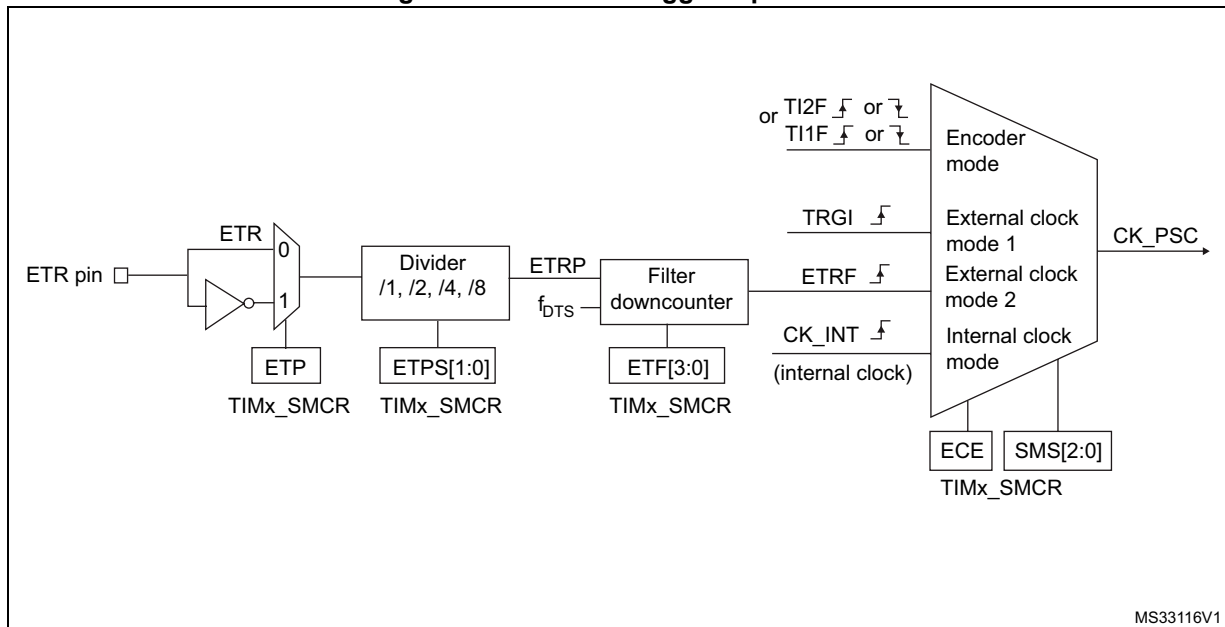 or TI2F or
TI1F or
Encoder
mode
TRGI
External clock
mode 1
CK_PSC
ETR
0
ETR pin
1
Divider
/1, /2, /4, /8
ETRP
fDTS
Filter
downcounter
ETRF
External clock
mode 2
CK_INT
(internal clock)
Internal clock
mode
ETP
TIMx_SMCR
ETPS[1:0]
TIMx_SMCR
ETF[3:0]
TIMx_SMCR
ECE
SMS[2:0]
TIMx_SMCR
MS33116V1